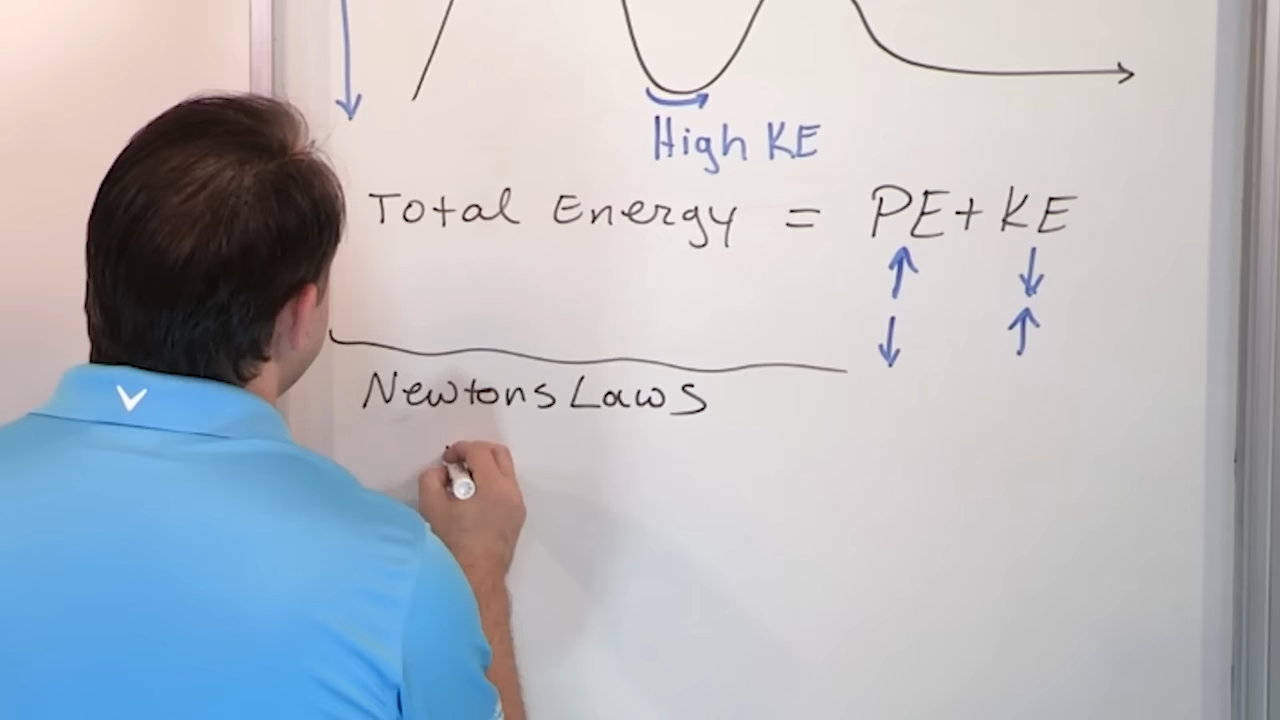 High KE
Total Energy = PE + KE
Newtons Laws